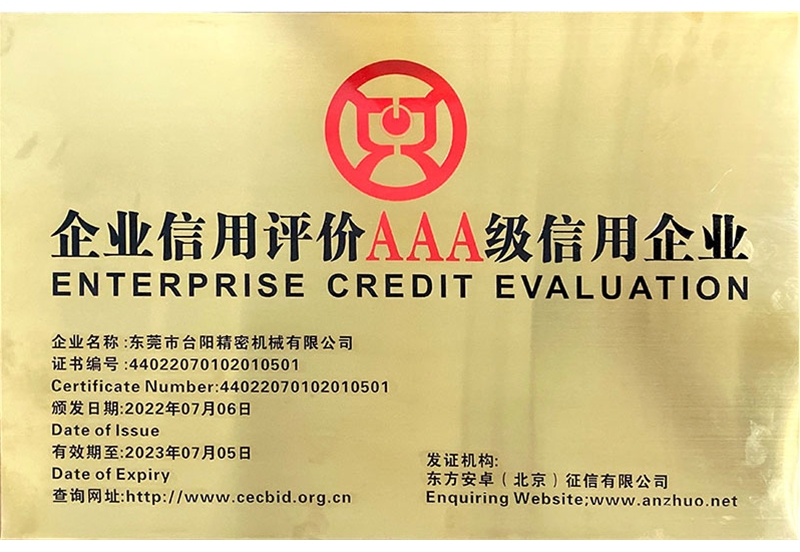 企业信用评价AAA级信用企业
ENTERPRISE CREDIT EVALUATION
企业名称:东莞市台阳精密机械有限公司
证书编号:44022070102010501
Certificate Number:44022070102010501
颁发日期:2022年07月06日
Date of Issue
有效期至:2023年07月05日
Date of Expiry
查询网址:http://www.cecbid.org.cn
发证机构:
东方安卓（北京）征信有限公司
Enquiring Website;www.anzhuo.net